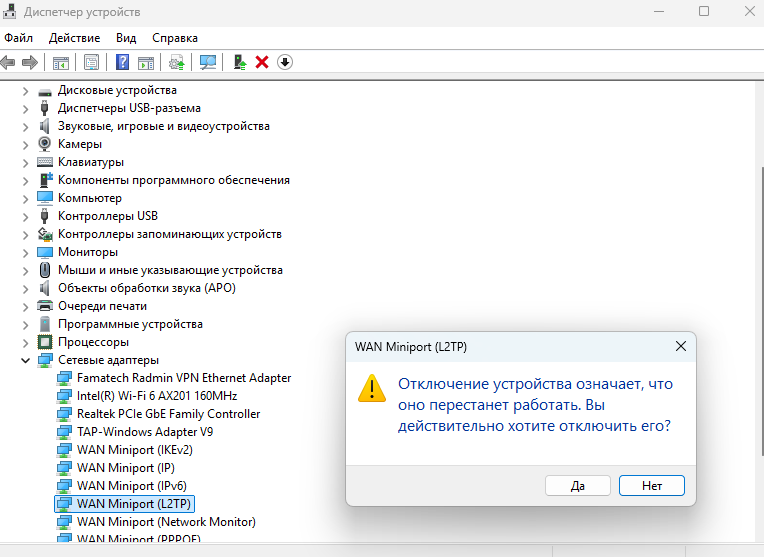 Диспетчер устройств
Файл Действие Вид Справка
Дисковые устройства
Диспетчеры USB-разъема
Звуковые, игровые и видеоустройства
Камеры
Клавиатуры
Компоненты программного обеспечения
Компьютер
Контроллеры USB
Контроллеры запоминающих устройств
Мониторы
Мыши и иные указывающие устройства
Объекты обработки звука (APO)
Очереди печати
Программные устройства
Процессоры
Сетевые адаптеры
Famatech Radmin VPN Ethernet Adapter
Intel(R) Wi-Fi 6 AX201 160MHz
Realtek PCIe GbE Family Controller
TAP-Windows Adapter V9
WAN Miniport (IKEv2)
WAN Miniport (IP)
WAN Miniport (IPv6)
WAN Miniport (L2TP)
WAN Miniport (Network Monitor)
WAN Miniport (PPPOE)
WAN Miniport (L2TP)
Отключение устройства означает, что
оно перестанет работать. Вы
действительно хотите отключить его?
Да Нет